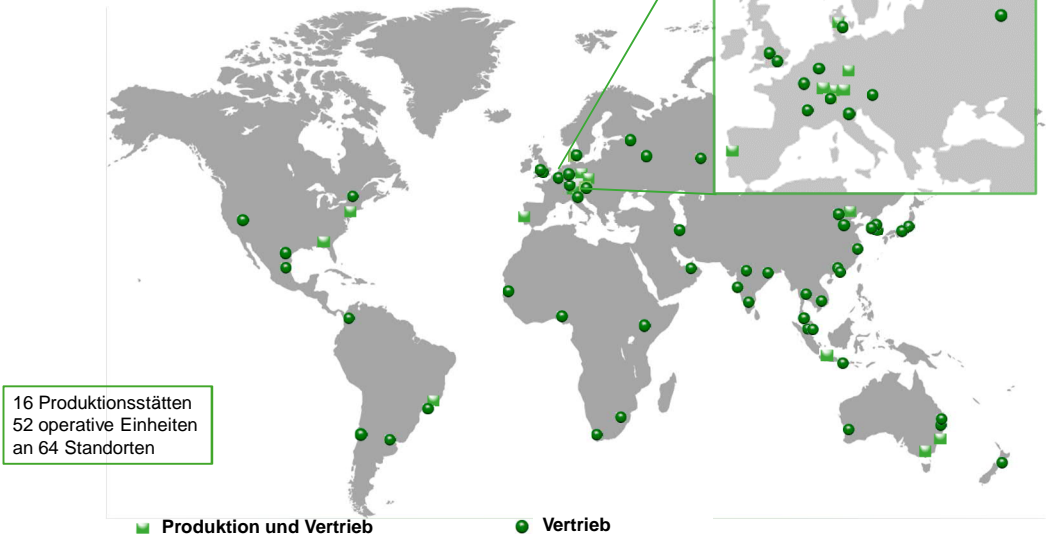 16 Produktionsstätten
52 operative Einheiten
an 64 Standorten
Produktion und Vertrieb
Vertrieb